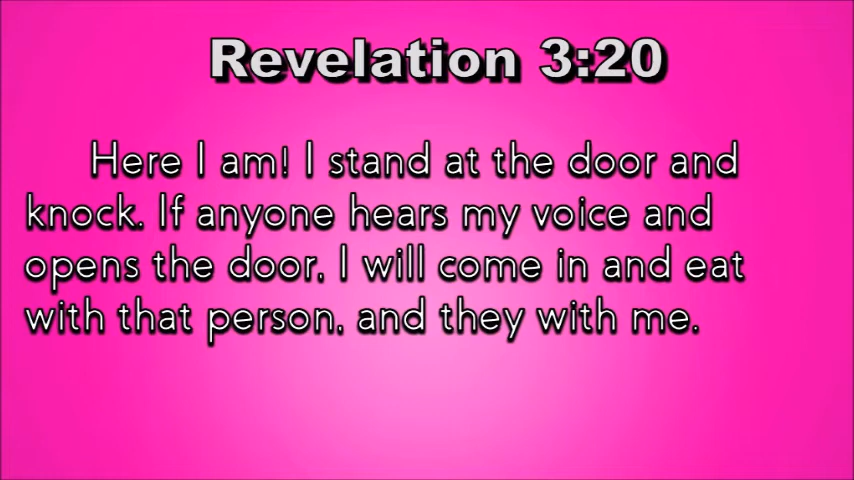 Revelation 3:20
Here I am! I stand at the door and
knock. If anyone hears my voice and
opens the door, I will come in and eat
with that person, and they with me.